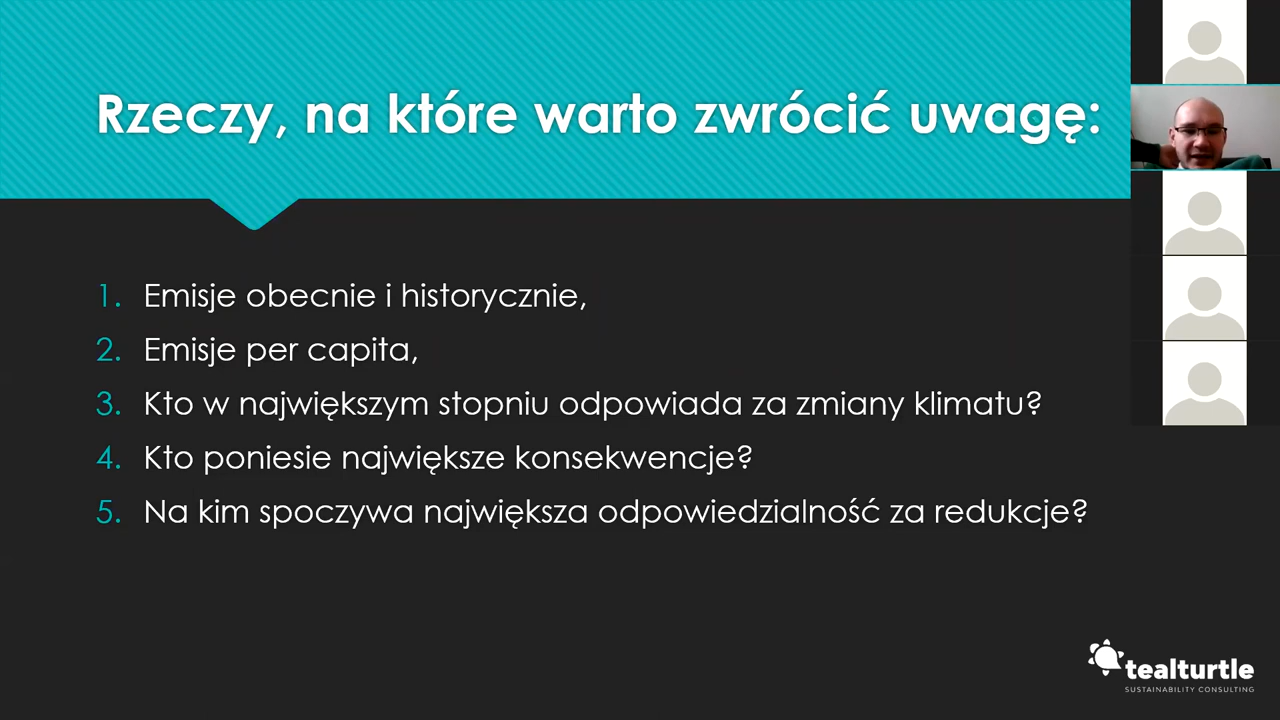 Rzeczy, na które warto zwrócić uwagę:
1. Emisje obecnie i historycznie,
2. Emisje per capita,
3. Kto w największym stopniu odpowiada za zmiany klimatu?
4. Kto poniesie największe konsekwencje?
5. Na kim spoczywa największa odpowiedzialność za redukcje?
tealturtle
SUSTAINABILITY CONSULTING